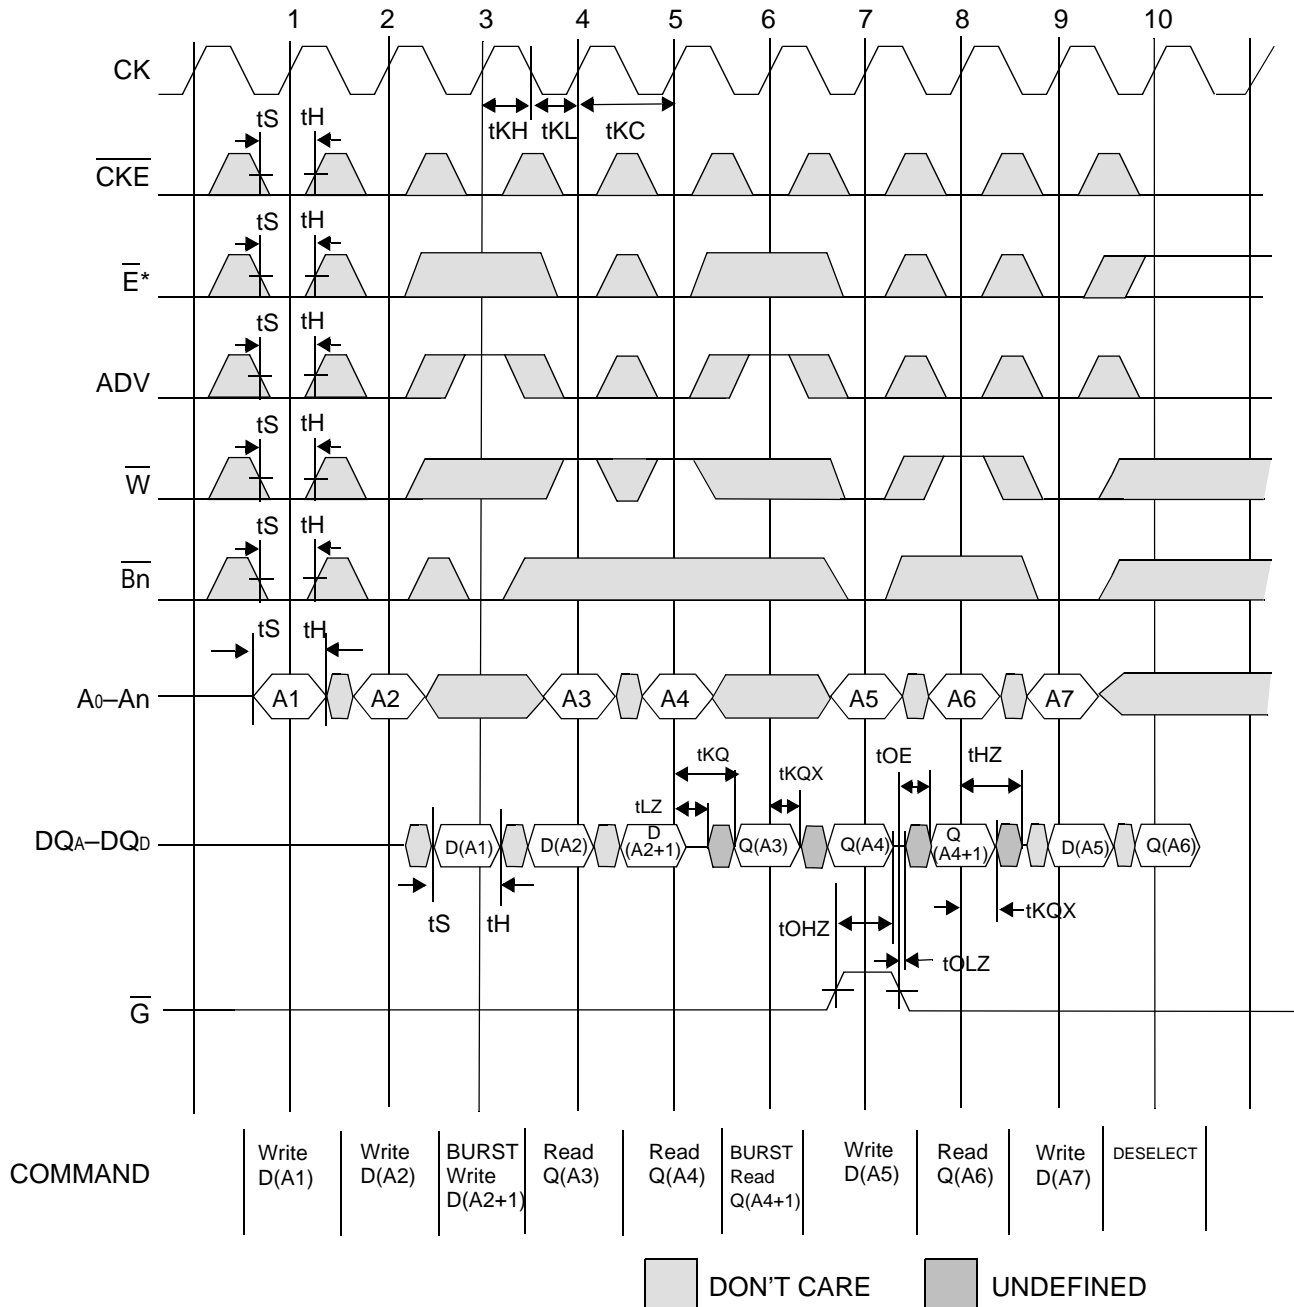 1 2 3 4 5 6 7 8 9 10
CK
tKH tKL tKC
tS tH
CKE
tS tH
E*
tS tH
ADV
tS tH
W
tS tH
Bn
tS tH
A0–An A1 A2 A3 A4 A5 A6 A7
tKQ tOE tHZ
tKQX
tLZ
DQA–DQD D(A1) D(A2) D (A2+1) Q(A3) Q(A4) Q (A4+1) D(A5) Q(A6)
tS tH tKQX
tOHZ
tOLZ
G
COMMAND
Write D(A1)
Write D(A2)
BURST Write D(A2+1)
Read Q(A3)
Read Q(A4)
BURST Read Q(A4+1)
Write D(A5)
Read Q(A6)
Write D(A7)
DESELECT
DON'T CARE UNDEFINED